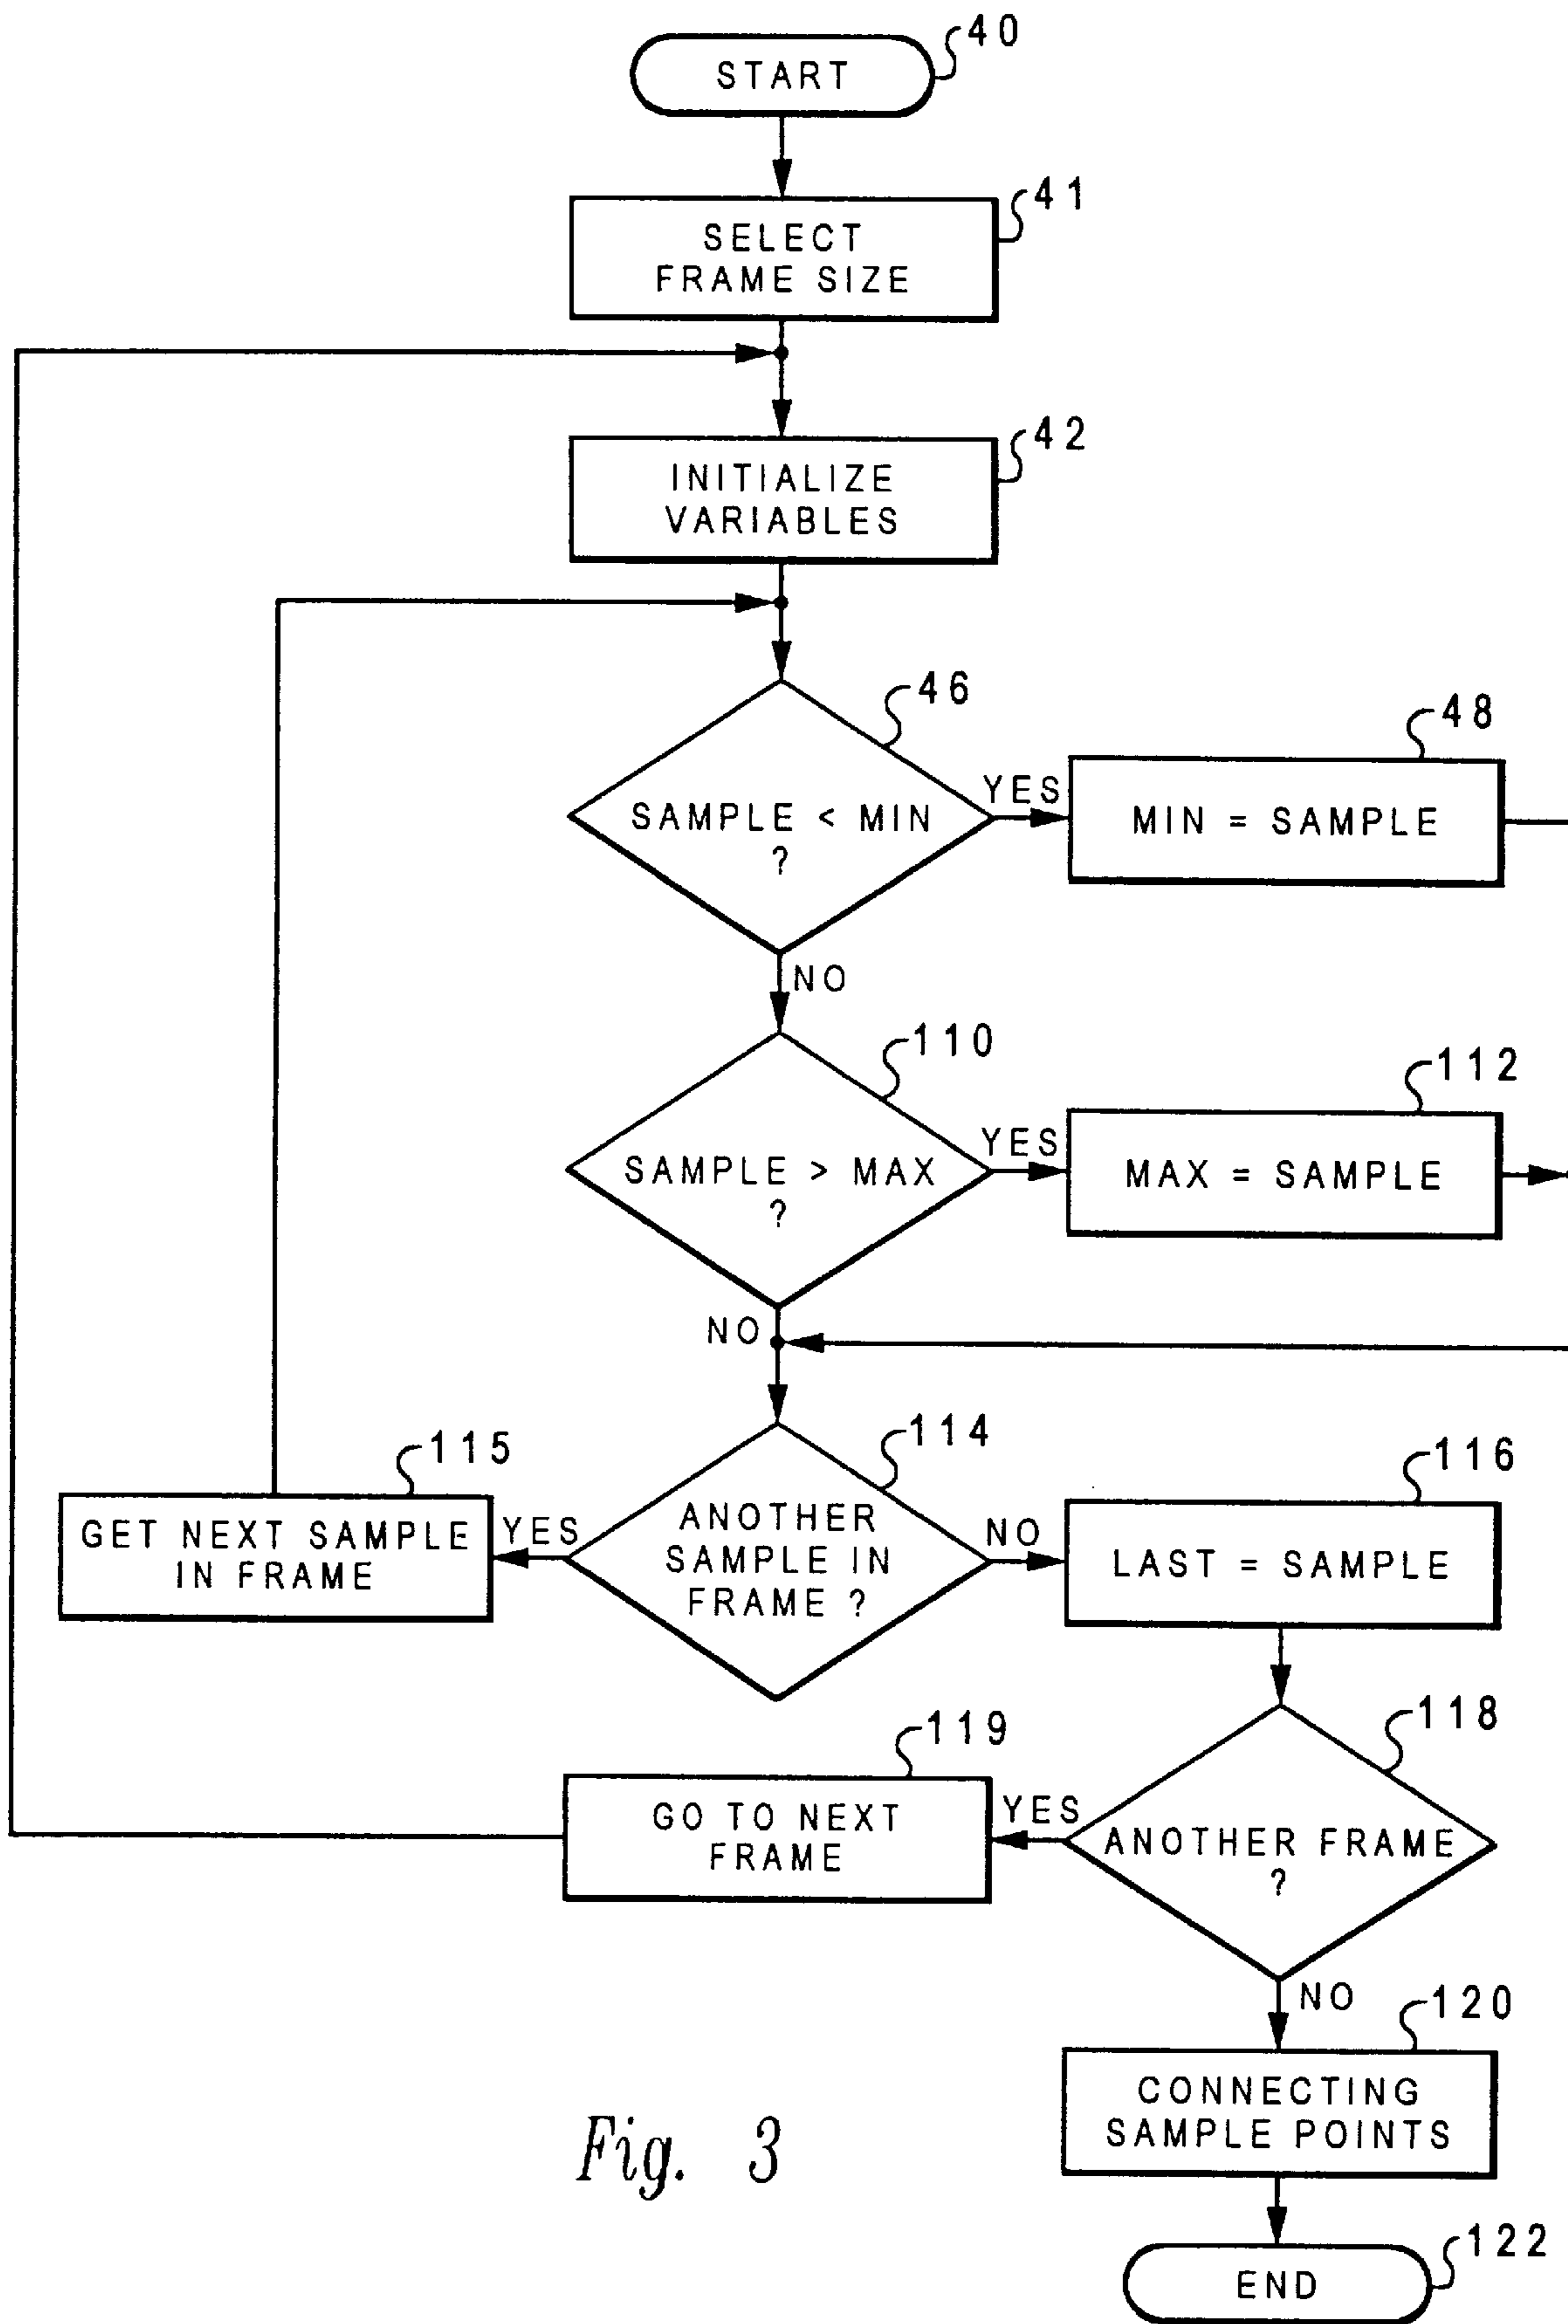 40
START
41
SELECT
FRAME SIZE
42
INITIALIZE
VARIABLES
46
SAMPLE < MIN
?
YES
48
MIN = SAMPLE
NO
110
SAMPLE > MAX
?
YES
112
MAX = SAMPLE
NO
114
ANOTHER
SAMPLE IN
FRAME ?
YES
115
GET NEXT SAMPLE
IN FRAME
NO
116
LAST = SAMPLE
118
ANOTHER FRAME
?
YES
119
GO TO NEXT
FRAME
NO
120
CONNECTING
SAMPLE POINTS
122
END
Fig. 3